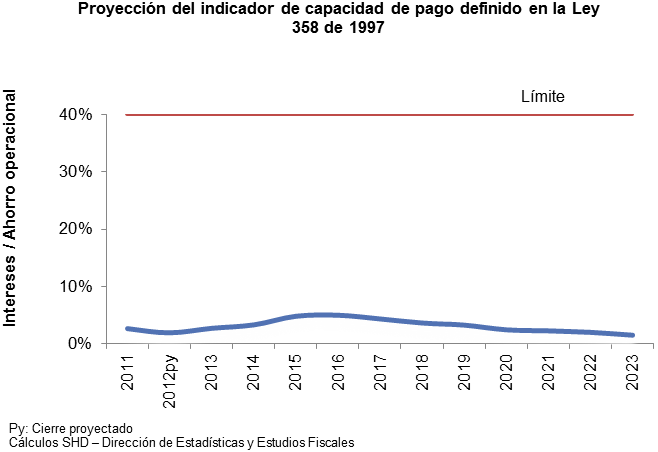 Proyección del indicador de capacidad de pago definido en la Ley
358 de 1997
Límite
Intereses / Ahorro operacional
40%
30%
20%
10%
0%
2011
2012py
2013
2014
2015
2016
2017
2018
2019
2020
2021
2022
2023
Py: Cierre proyectado
Cálculos SHD – Dirección de Estadísticas y Estudios Fiscales